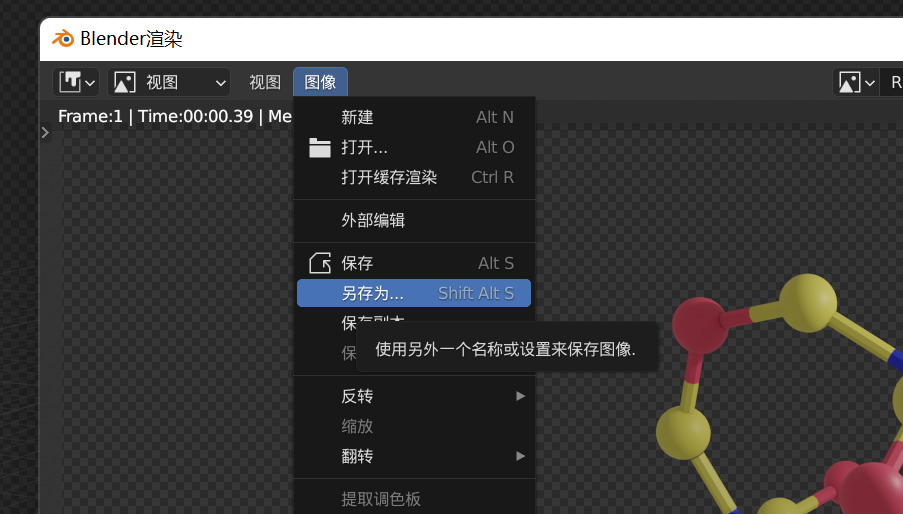 Blender渲染
视图 视图 图像 R
Frame:1 | Time:00:00.39 | Me
新建 Alt N
打开... Alt O
打开缓存渲染 Ctrl R
外部编辑
保存 Alt S
另存为... Shift Alt S
保存副本
使用另外一个名称或设置来保存图像.
保
反转
缩放
翻转
提取调色板